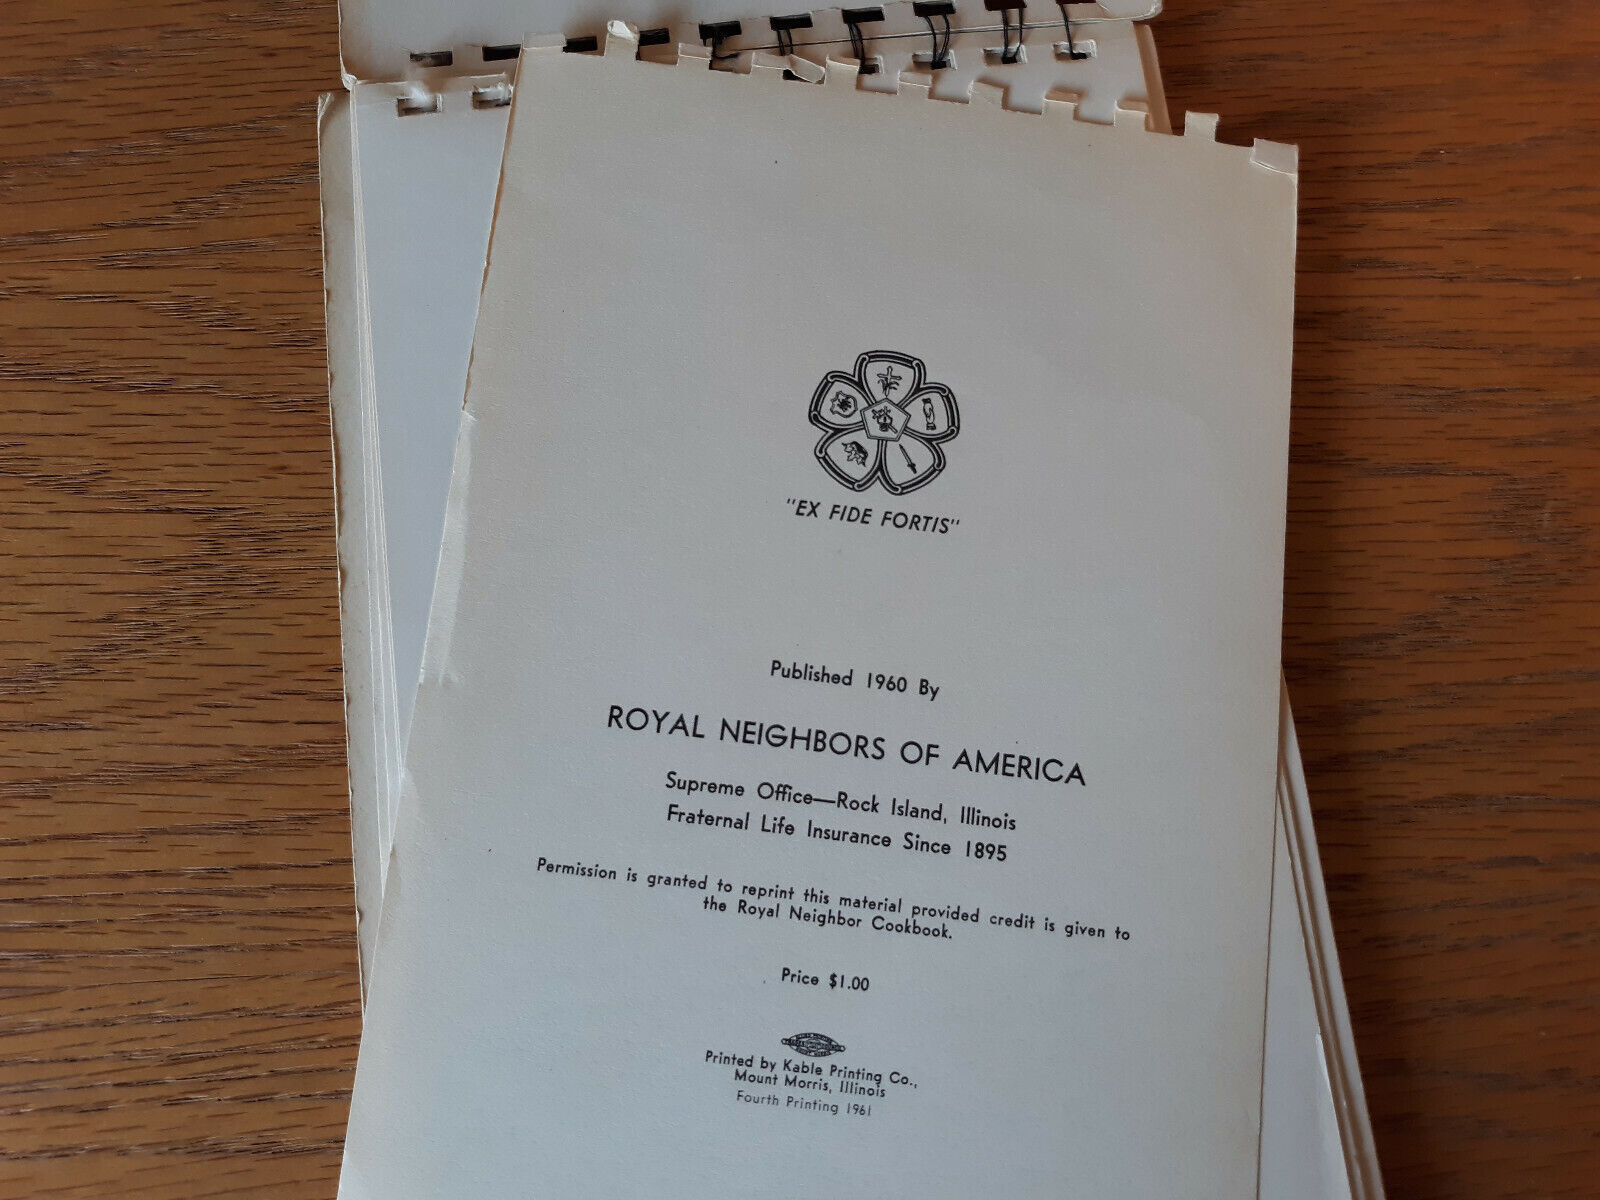 "EX FIDE FORTIS"
Published 1960 By
ROYAL NEIGHBORS OF AMERICA
Supreme Office—Rock Island, Illinois
Fraternal Life Insurance Since 1895
Permission is granted to reprint this material provided credit is given to
the Royal Neighbor Cookbook.
Price $1.00
Printed by Kable Printing Co.,
Mount Morris, Illinois
Fourth Printing 1961